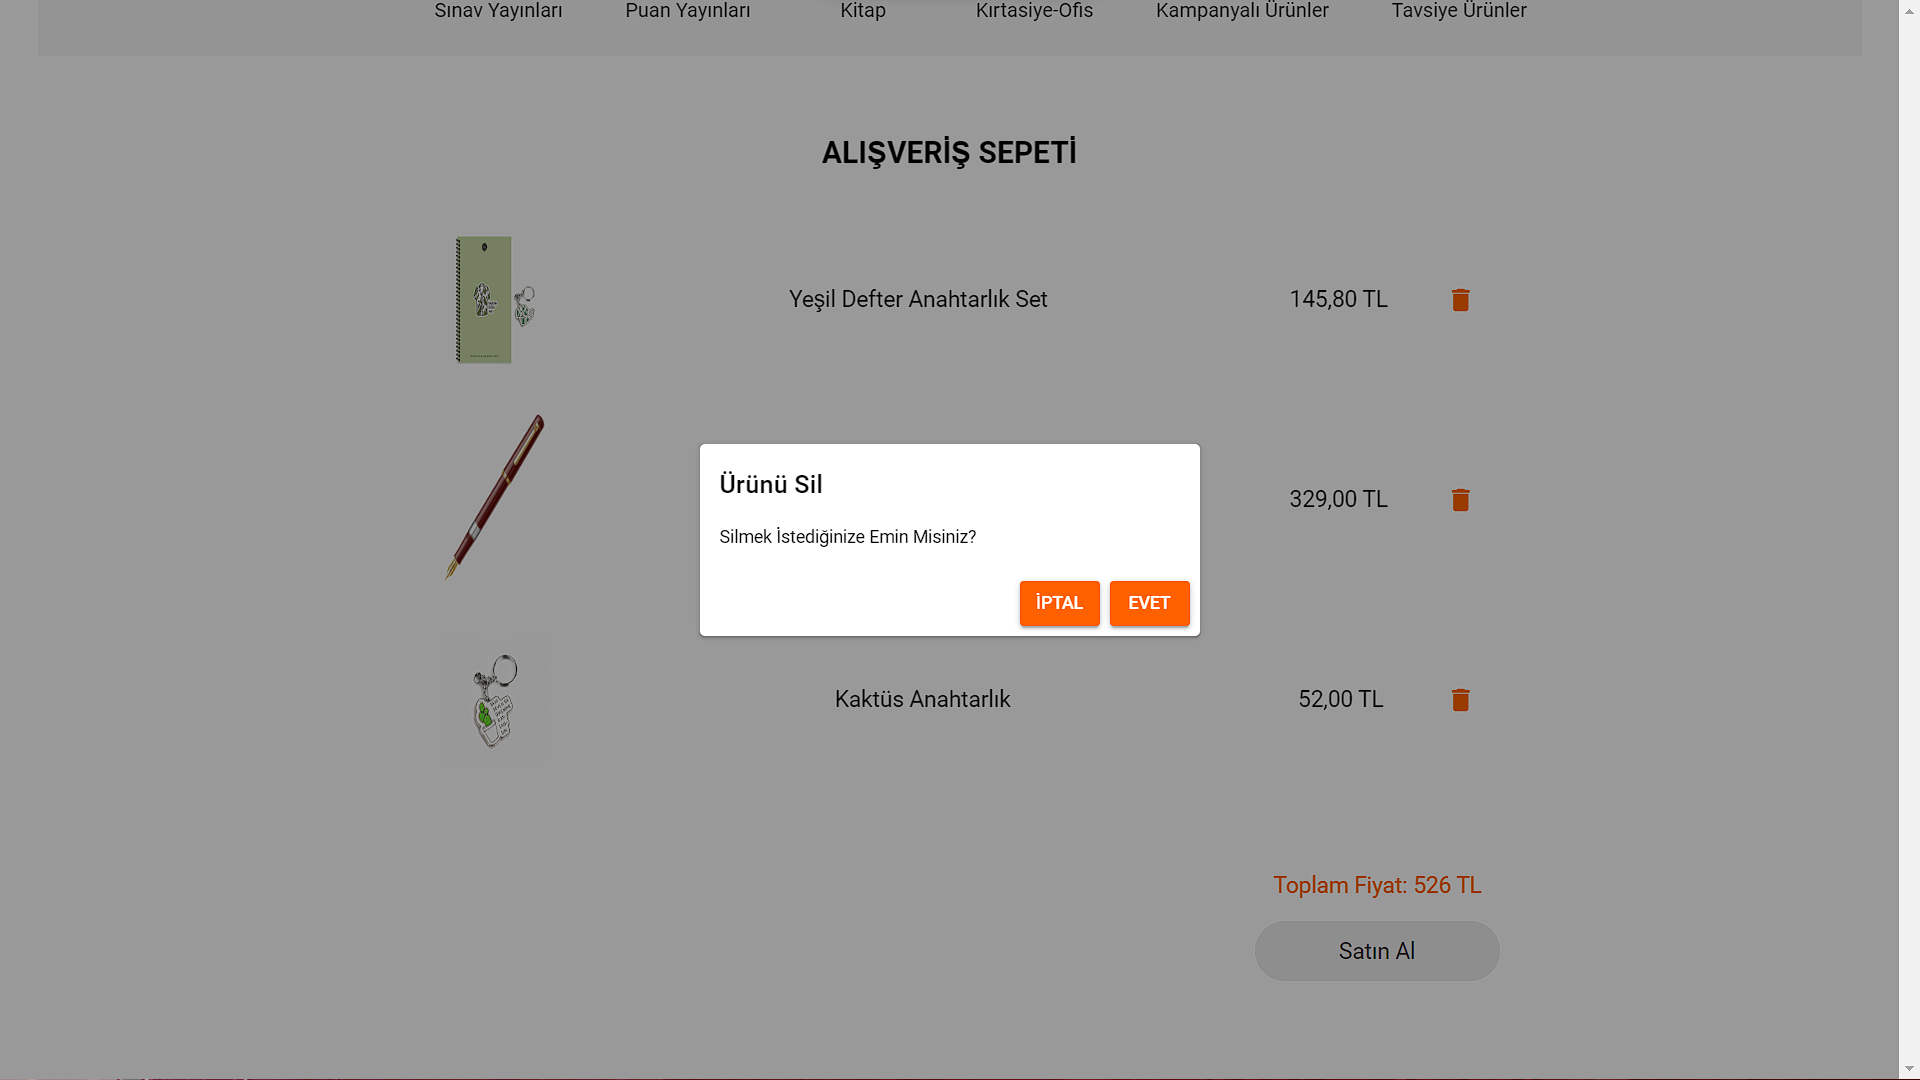 Sınav Yayınları Puan Yayınları Kitap Kırtasiye-Ofis Kampanyalı Ürünler Tavsiye Ürünler
ALIŞVERİŞ SEPETİ
Yeşil Defter Anahtarlık Set 145,80 TL
329,00 TL
Ürünü Sil
Silmek İstediğinize Emin Misiniz?
İPTAL EVET
Kaktüs Anahtarlık 52,00 TL
Toplam Fiyat: 526 TL
Satın Al